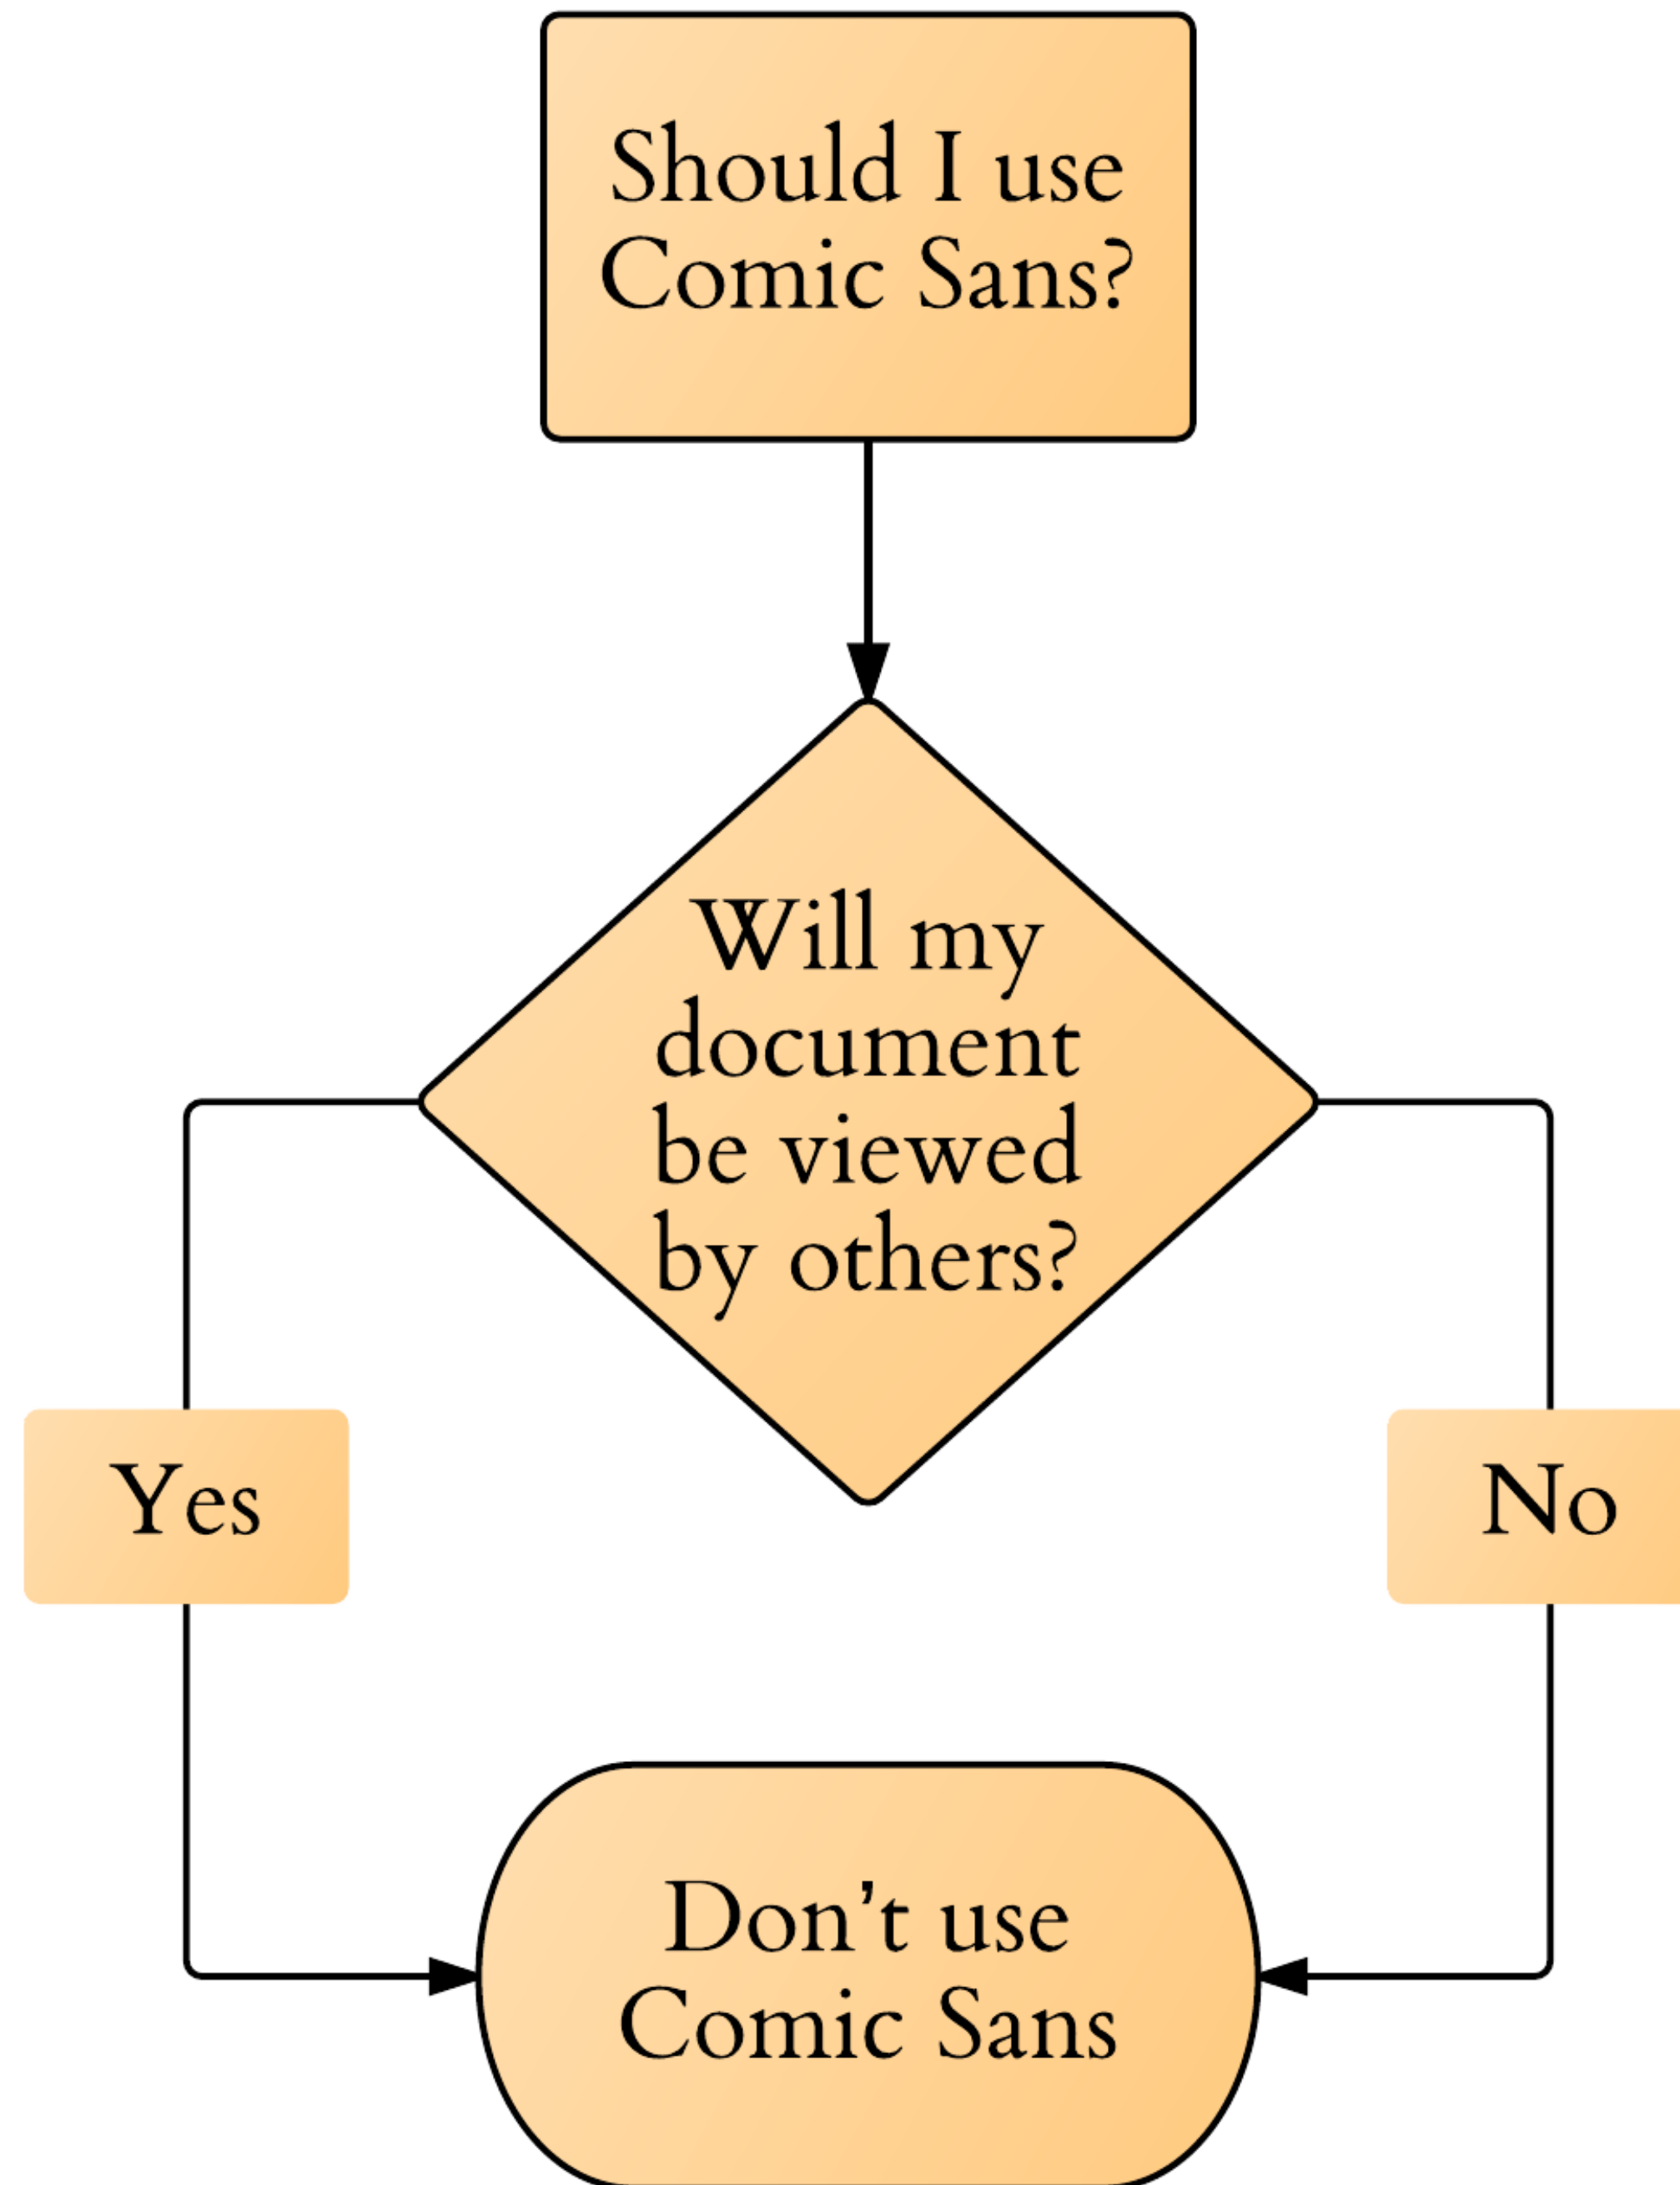 Should I use
Comic Sans?
Will my
document
be viewed
by others?
Yes
No
Don't use
Comic Sans